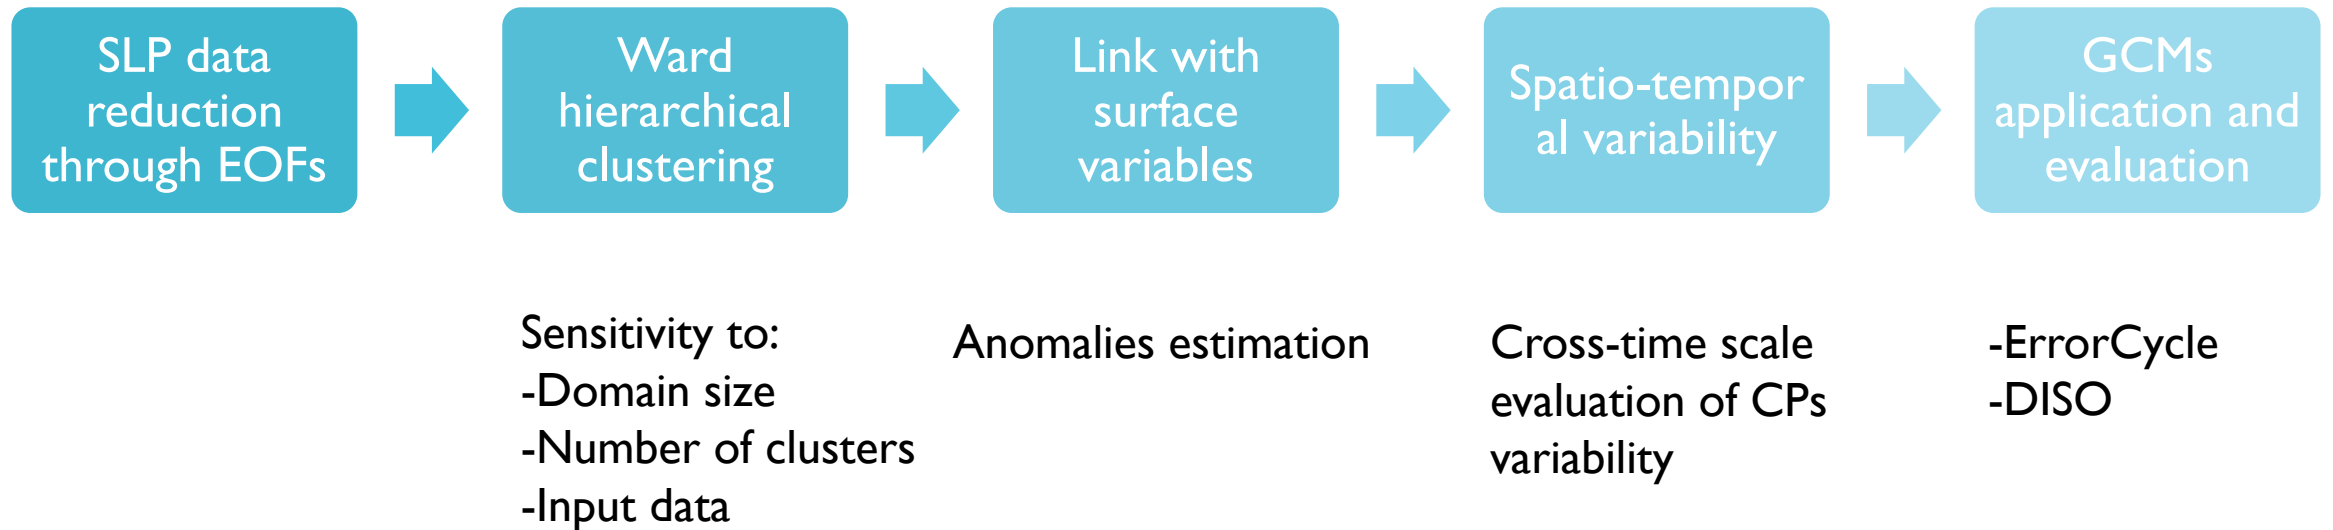 SLP data
reduction
through EOFs
Ward
hierarchical
clustering
Link with
surface
variables
Spatio-tempor
al variability
GCMs
application and
evaluation
Sensitivity to:
-Domain size
-Number of clusters
-Input data
Anomalies estimation
Cross-time scale
evaluation of CPs
variability
-ErrorCycle
-DISO